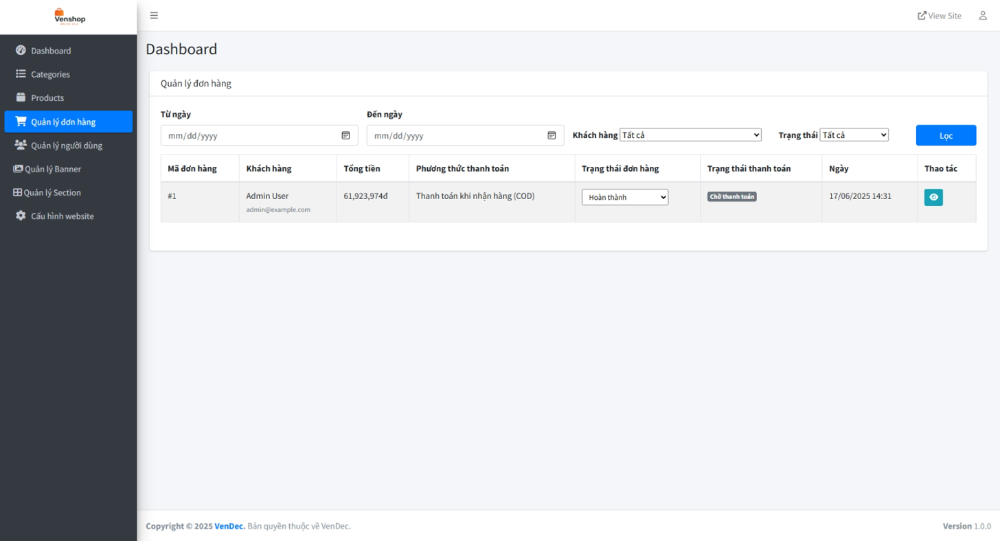 Venshop
View Site
Dashboard
Categories
Products
Quản lý đơn hàng
Quản lý người dùng
Quản lý Banner
Quản lý Section
Cấu hình website
Dashboard
Quản lý đơn hàng
Từ ngày Đến ngày
mm/dd/yyyy mm/dd/yyyy Khách hàng Tất cả Trạng thái Tất cả Lọc
Mã đơn hàng Khách hàng Tổng tiền Phương thức thanh toán Trạng thái đơn hàng Trạng thái thanh toán Ngày Thao tác
#1 Admin User 61,923,974đ Thanh toán khi nhận hàng (COD) Hoàn thành Chờ thanh toán 17/06/2025 14:31
admin@example.com
Copyright © 2025 VenDec. Bản quyền thuộc về VenDec. Version 1.0.0